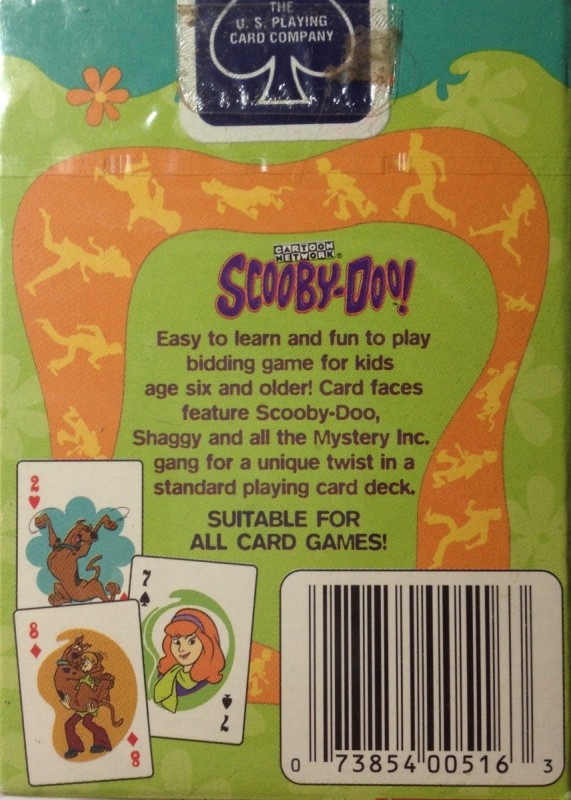 THE
U. S. PLAYING
CARD COMPANY
CARTOON
NETWORK®
SCOOBY-DOO!
Easy to learn and fun to play
bidding game for kids
age six and older! Card faces
feature Scooby-Doo,
Shaggy and all the Mystery Inc.
gang for a unique twist in a
standard playing card deck.
SUITABLE FOR
ALL CARD GAMES!
2
7
7
8
8
0 73854 00516 3